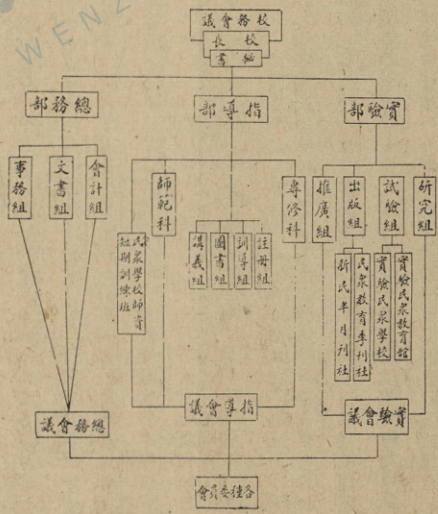 WENZ
校務會議
校長
秘書
實驗部
指導部
總務部
研究組
試驗組
出版組
推廣組
實驗民衆教育館
實驗民衆學校
民衆教育季刊社
新民半月刊社
專修科
註冊組
訓導組
圖書組
講義組
師範科
民衆學校師資
短期訓練班
會計組
文書組
事務組
實驗會議
指導會議
總務會議
各種委員會